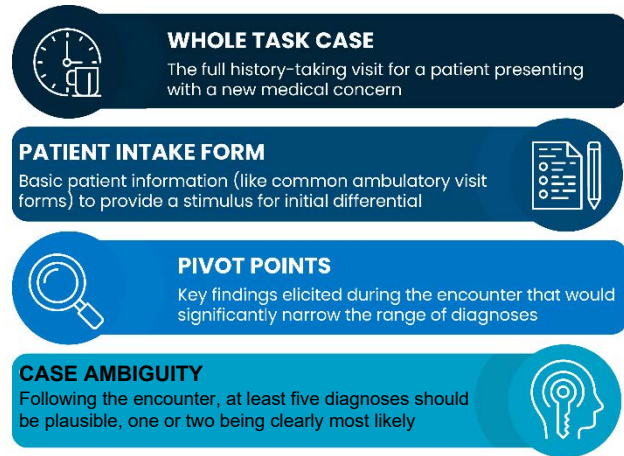 WHOLE TASK CASE
The full history-taking visit for a patient presenting
with a new medical concern
PATIENT INTAKE FORM
Basic patient information (like common ambulatory visit
forms) to provide a stimulus for initial differential
PIVOT POINTS
Key findings elicited during the encounter that would
significantly narrow the range of diagnoses
CASE AMBIGUITY
Following the encounter, at least five diagnoses should
be plausible, one or two being clearly most likely